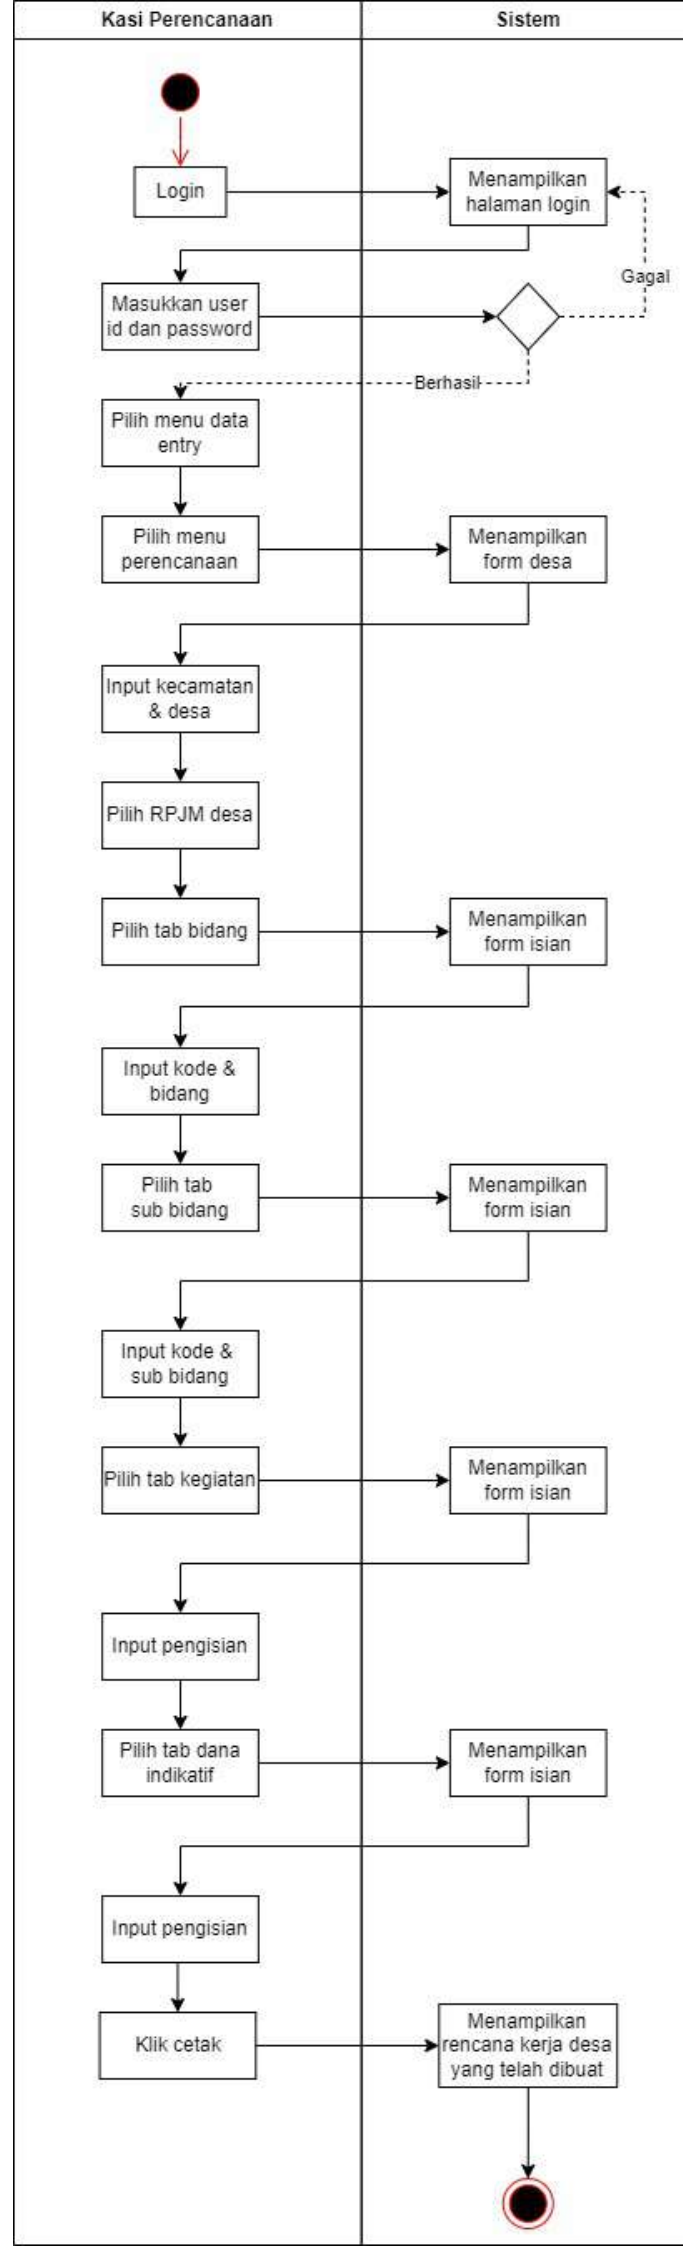 Kasi Perencanaan
Sistem
Login
Menampilkan
halaman login
Gagal
Masukkan user
id dan password
Berhasil
Pilih menu data
entry
Pilih menu
perencanaan
Menampilkan
form desa
Input kecamatan
& desa
Pilih RPJM desa
Pilih tab bidang
Menampilkan
form isian
Input kode &
bidang
Pilih tab
sub bidang
Menampilkan
form isian
Input kode &
sub bidang
Pilih tab kegiatan
Menampilkan
form isian
Input pengisian
Pilih tab dana
indikatif
Menampilkan
form isian
Input pengisian
Klik cetak
Menampilkan
rencana kerja desa
yang telah dibuat